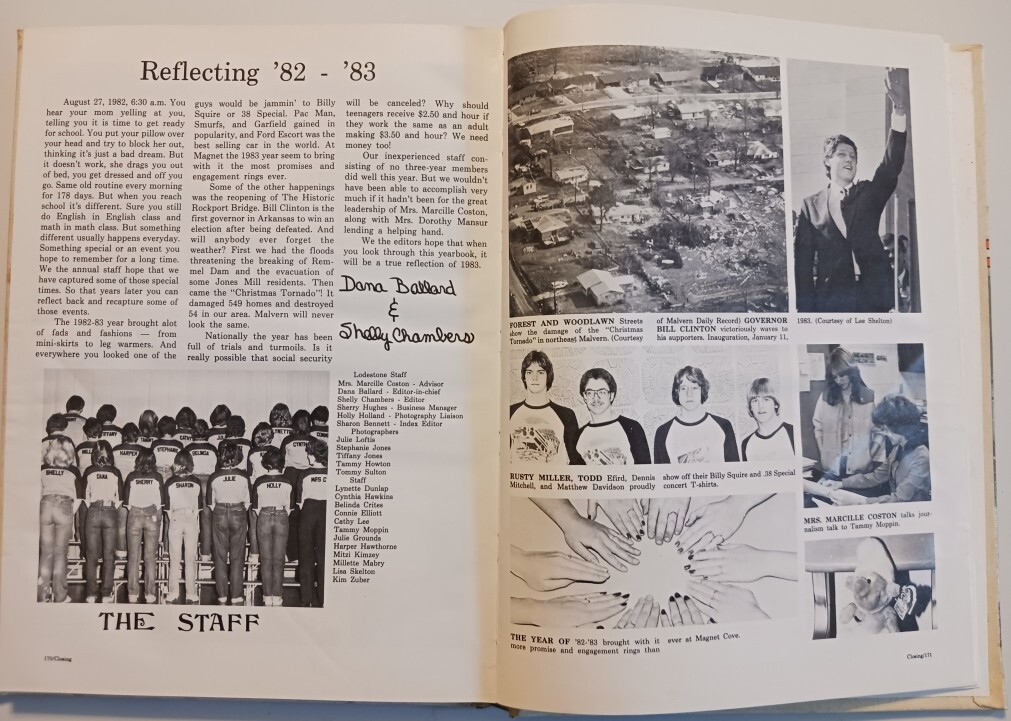 Reflecting '82 - '83
August 27, 1982, 6:30 a.m. You
hear your mom yelling at you,
telling you it is time to get ready
for school. You put your pillow over
your head and try to block her out,
thinking it's just a bad dream. But
it doesn't work, she drags you out
of bed, you get dressed and off you
go. Same old routine every morning
for 178 days. But when you reach
school it's different. Sure you still
do English in English class and
math in math class. But something
different usually happens everyday.
Something special or an event you
hope to remember for a long time.
We the annual staff hope that we
have captured some of those special
times. So that years later you can
reflect back and recapture some of
those events.
The 1982-83 year brought alot
of fads and fashions — from
mini-skirts to leg warmers. And
everywhere you looked one of the
guys would be jammin' to Billy
Squire or 38 Special. Pac Man,
Smurfs, and Garfield gained in
popularity, and Ford Escort was the
best selling car in the world. At
Magnet the 1983 year seem to bring
with it the most promises and
engagement rings ever.
Some of the other happenings
was the reopening of The Historic
Rockport Bridge. Bill Clinton is the
first governor in Arkansas to win an
election after being defeated. And
will anybody ever forget the
weather? First we had the floods
threatening the breaking of Rem-
mel Dam and the evacuation of
some Jones Mill residents. Then
came the "Christmas Tornado"! It
damaged 549 homes and destroyed
54 in our area. Malvern will never
look the same.
Nationally the year has been
full of trials and turmoils. Is it
really possible that social security
will be canceled? Why should
teenagers receive $2.50 and hour if
they work the same as an adult
making $3.50 and hour? We need
money too!
Our inexperienced staff con-
sisting of no three-year members
did well this year. But we wouldn't
have been able to accomplish very
much if it hadn't been for the great
leadership of Mrs. Marcille Coston,
along with Mrs. Dorothy Mansur
lending a helping hand.
We the editors hope that when
you look through this yearbook, it
will be a true reflection of 1983.
Dana Ballard
&
Shelly Chambers
Lodestone Staff
Mrs. Marcille Coston - Advisor
Dana Ballard - Editor-in-chief
Shelly Chambers - Editor
Sherry Hughes - Business Manager
Holly Holland - Photography Liaison
Sharon Bennett - Index Editor
Photographers
Julie Loftis
Stephanie Jones
Tiffany Jones
Tammy Howton
Tommy Sulton
Staff
Lynette Dunlap
Cynthia Hawkins
Belinda Crites
Connie Elliott
Cathy Lee
Tammy Moppin
Julie Grounds
Harper Hawthorne
Mitzi Kimzey
Millette Mabry
Lisa Skelton
Kim Zuber
HARPER
STEPHANIE
BELINDA
SHELLY
DANA
SHERRY
SHARON
JULIE
HOLLY
MRS C
THE STAFF
170/Closing
FOREST AND WOODLAWN Streets
show the damage of the "Christmas
Tornado" in northeast Malvern. (Courtesy
of Malvern Daily Record) GOVERNOR
BILL CLINTON victoriously waves to
his supporters. Inauguration, January 11,
1983. (Courtesy of Lee Shelton)
RUSTY MILLER, TODD Efird, Dennis
Mitchell, and Matthew Davidson proudly
show off their Billy Squire and .38 Special
concert T-shirts.
MRS. MARCILLE COSTON talks jour-
nalism talk to Tammy Moppin.
THE YEAR OF '82-'83 brought with it
more promise and engagement rings than
ever at Magnet Cove.
Closing/171